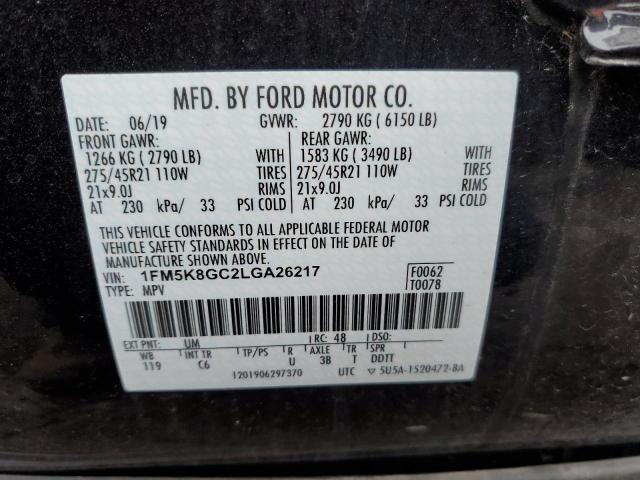 MFD. BY FORD MOTOR CO.
DATE: 06/19 GVWR: 2790 KG ( 6150 LB)
FRONT GAWR: REAR GAWR:
1266 KG ( 2790 LB) WITH 1583 KG ( 3490 LB) WITH
275/45R21 110W TIRES 275/45R21 110W TIRES
21x9.0J RIMS 21x9.0J RIMS
AT 230 kPa/ 33 PSI COLD AT 230 kPa/ 33 PSI COLD
THIS VEHICLE CONFORMS TO ALL APPLICABLE FEDERAL MOTOR
VEHICLE SAFETY STANDARDS IN EFFECT ON THE DATE OF
MANUFACTURE SHOWN ABOVE.
VIN: 1FM5K8GC2LGA26217 F0062
TYPE: MPV T0078
EXT PNT: UM RC: 48 DSO:
WB INT TR TP/PS R AXLE TR SPR
119 C6 U 3B T DDTT
1201906297370 UTC ▽ 5U5A-1520472-BA